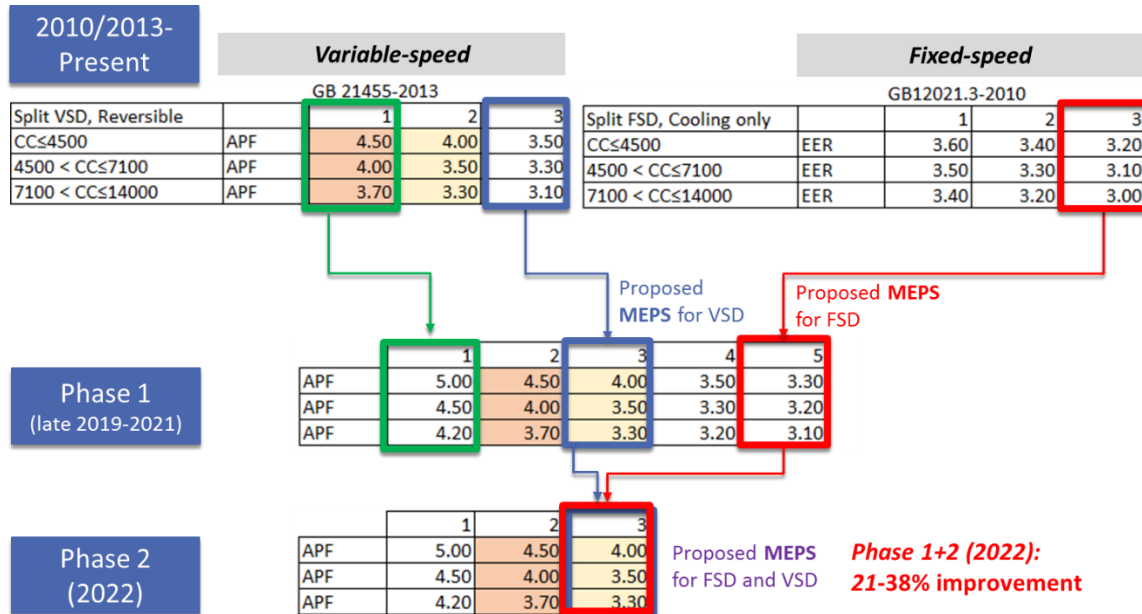 2010/2013-
Present
Variable-speed
Fixed-speed
GB 21455-2013
Split VSD, Reversible 1 2 3
CC≤4500 APF 4.50 4.00 3.50
4500 < CC≤7100 APF 4.00 3.50 3.30
7100 < CC≤14000 APF 3.70 3.30 3.10
GB12021.3-2010
Split FSD, Cooling only 1 2 3
CC≤4500 EER 3.60 3.40 3.20
4500 < CC≤7100 EER 3.50 3.30 3.10
7100 < CC≤14000 EER 3.40 3.20 3.00
Proposed
MEPS for VSD
Proposed MEPS
for FSD
Phase 1
(late 2019-2021)
1 2 3 4 5
APF 5.00 4.50 4.00 3.50 3.30
APF 4.50 4.00 3.50 3.30 3.20
APF 4.20 3.70 3.30 3.20 3.10
Phase 2
(2022)
1 2 3
APF 5.00 4.50 4.00
APF 4.50 4.00 3.50
APF 4.20 3.70 3.30
Proposed MEPS
for FSD and VSD
Phase 1+2 (2022):
21-38% improvement